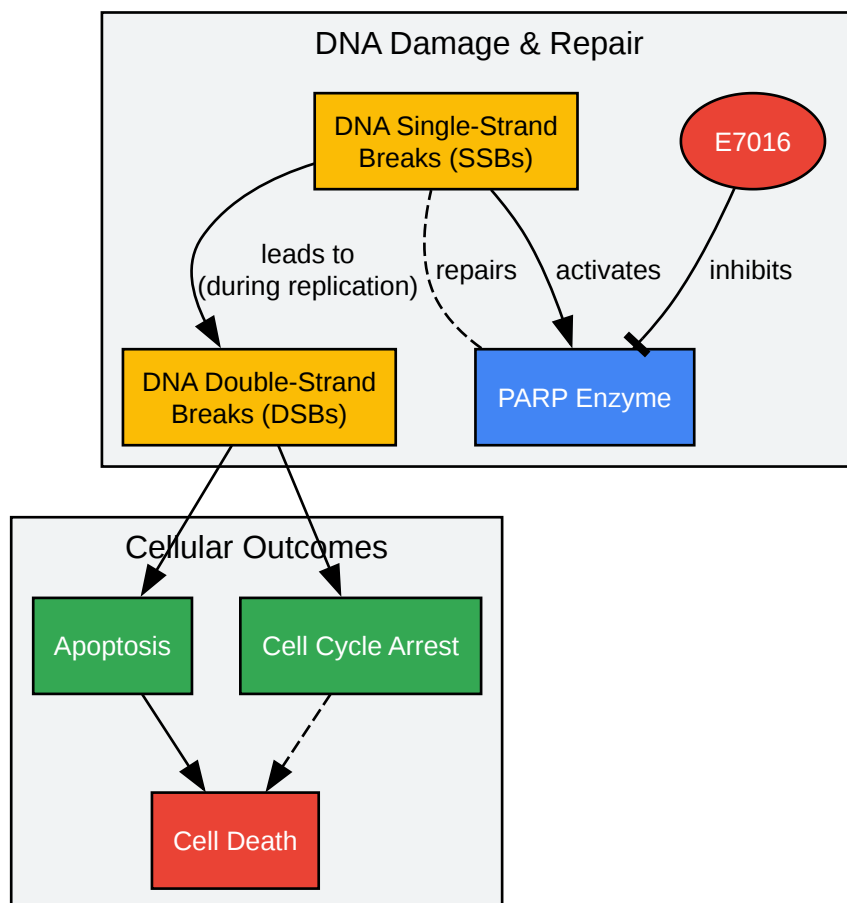 DNA Damage & Repair
DNA Single-Strand
Breaks (SSBs)
E7016
leads to
(during replication)
repairs
activates
inhibits
DNA Double-Strand
Breaks (DSBs)
PARP Enzyme
Cellular Outcomes
Apoptosis
Cell Cycle Arrest
Cell Death